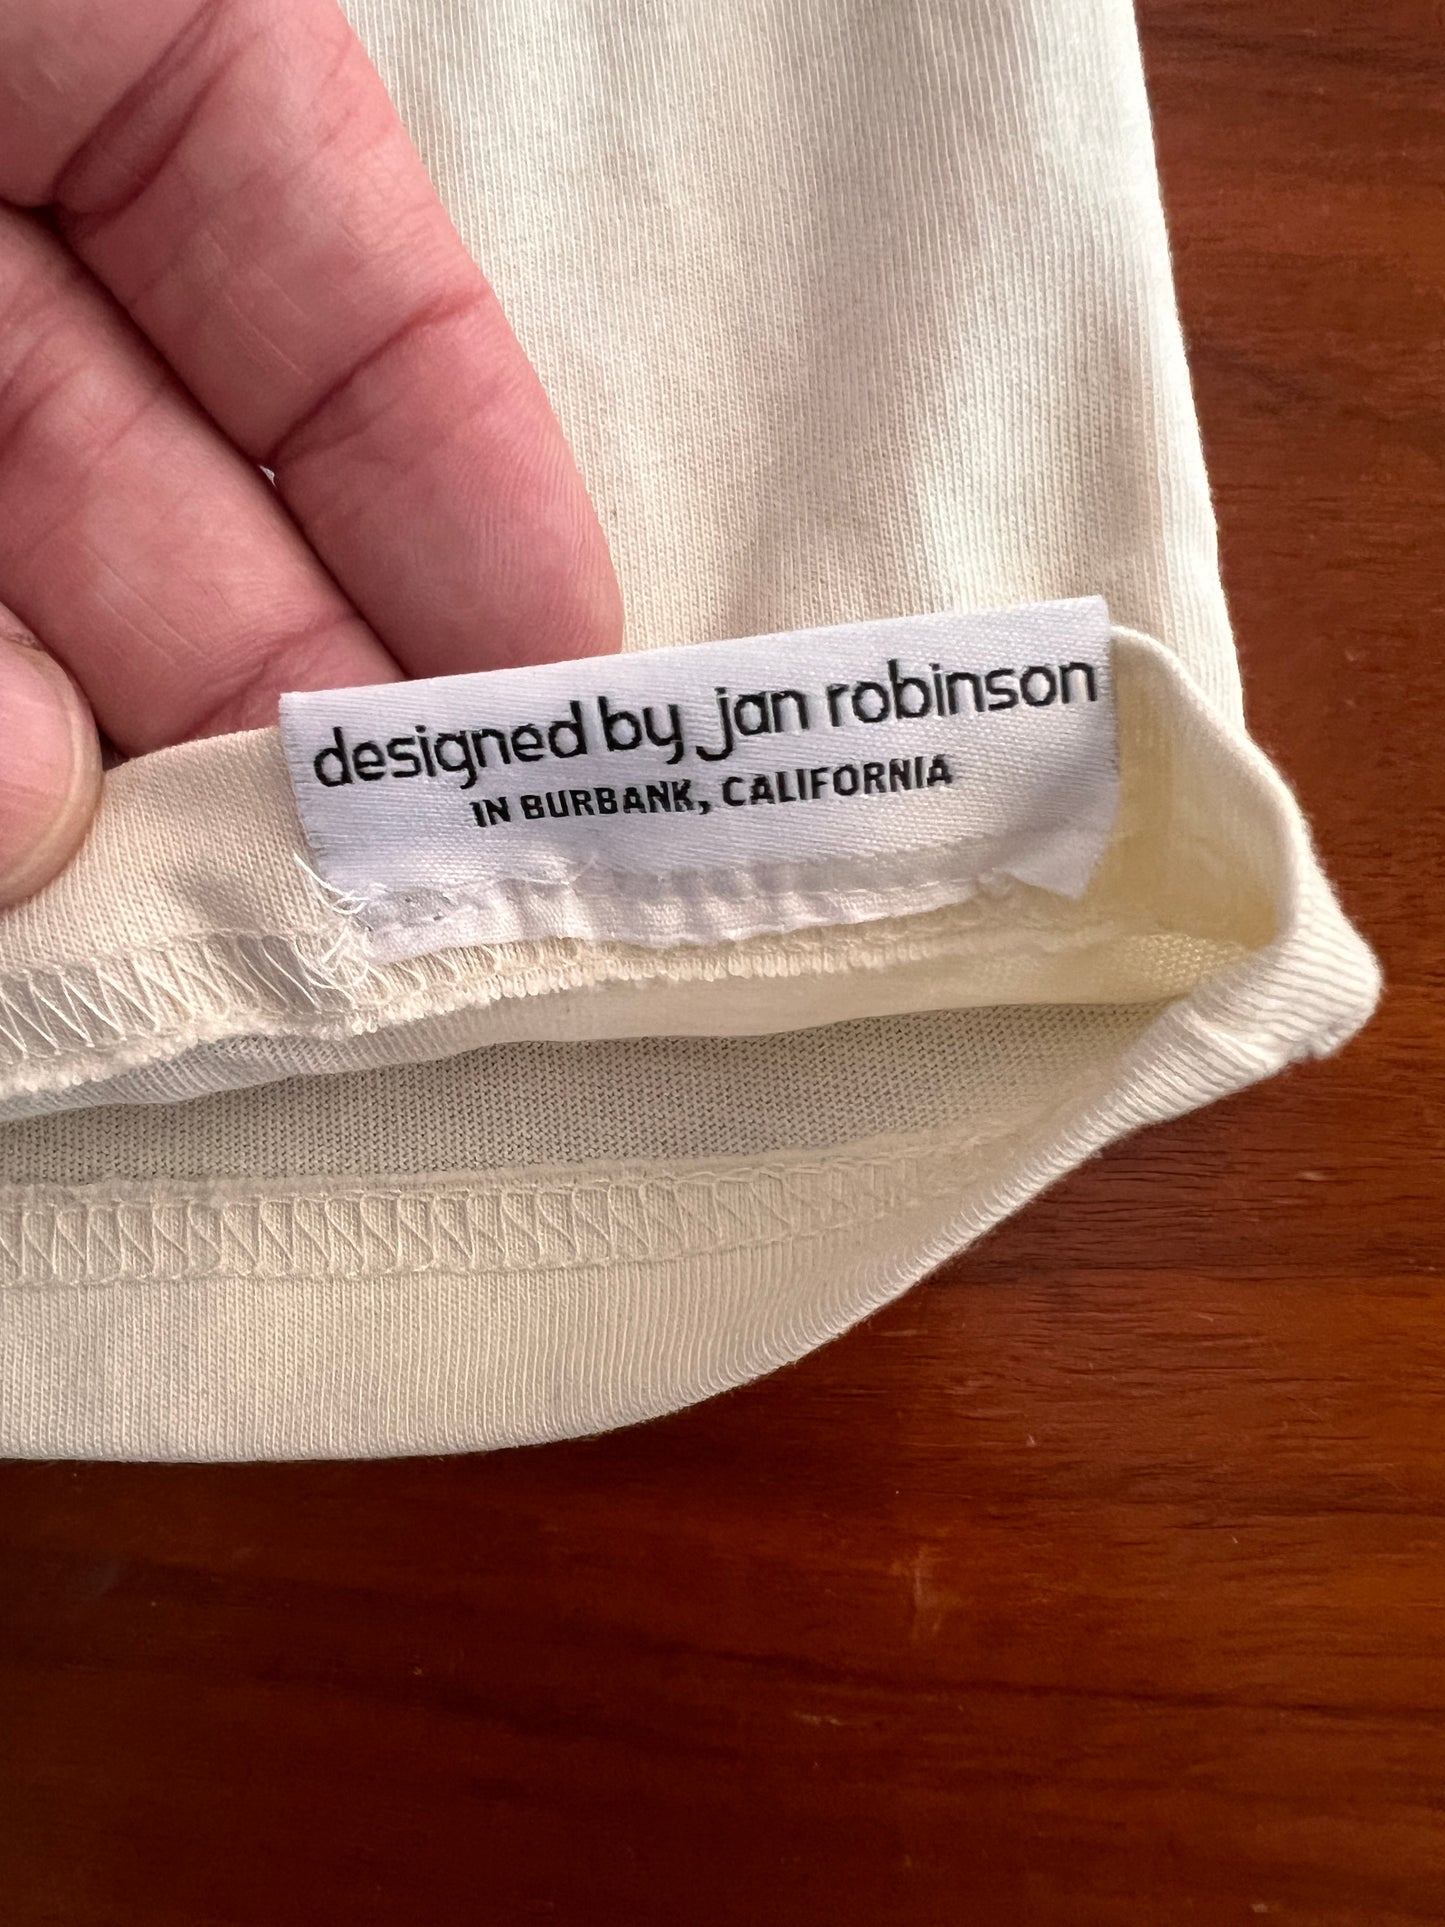 designed by jan robinson
IN BURBANK, CALIFORNIA